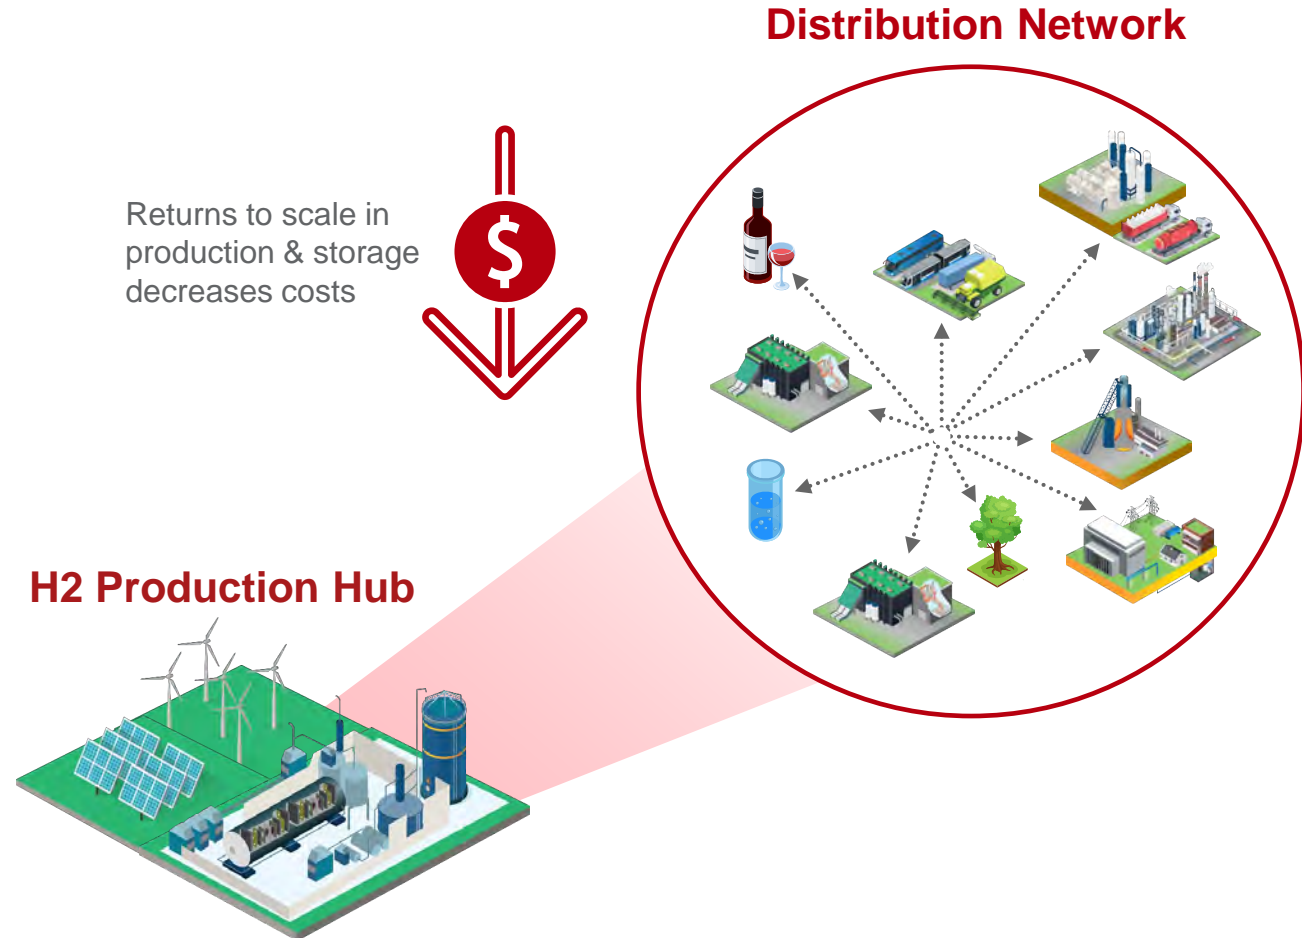 Distribution Network
Returns to scale in
production & storage
decreases costs
$
H2 Production Hub